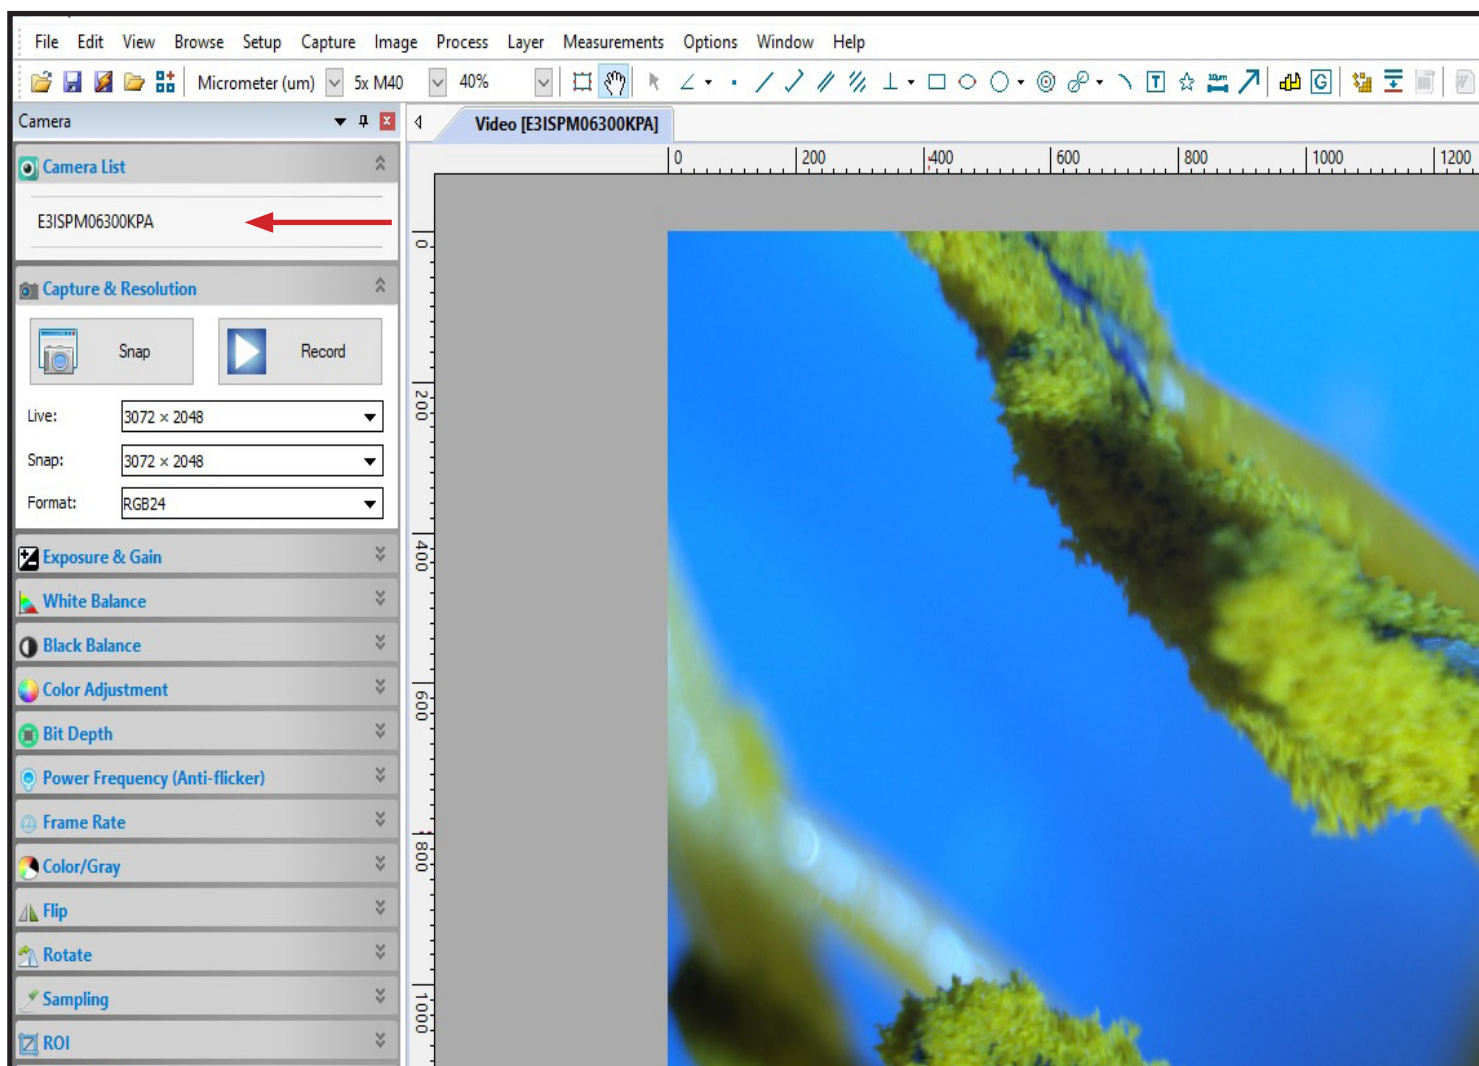 File Edit View Browse Setup Capture Image Process Layer Measurements Options Window Help
Micrometer (um) 5x M40 40% T 10µm G
Camera
Video [E3ISPM06300KPA]
Camera List
0 200 400 600 800 1000 1200
E3ISPM06300KPA
0
Capture & Resolution
Snap Record
Live: 3072 × 2048
200
Snap: 3072 × 2048
Format: RGB24
Exposure & Gain
400
White Balance
Black Balance
Color Adjustment
600
Bit Depth
Power Frequency (Anti-flicker)
Frame Rate
Color/Gray
800
Flip
Rotate
Sampling
1000
ROI